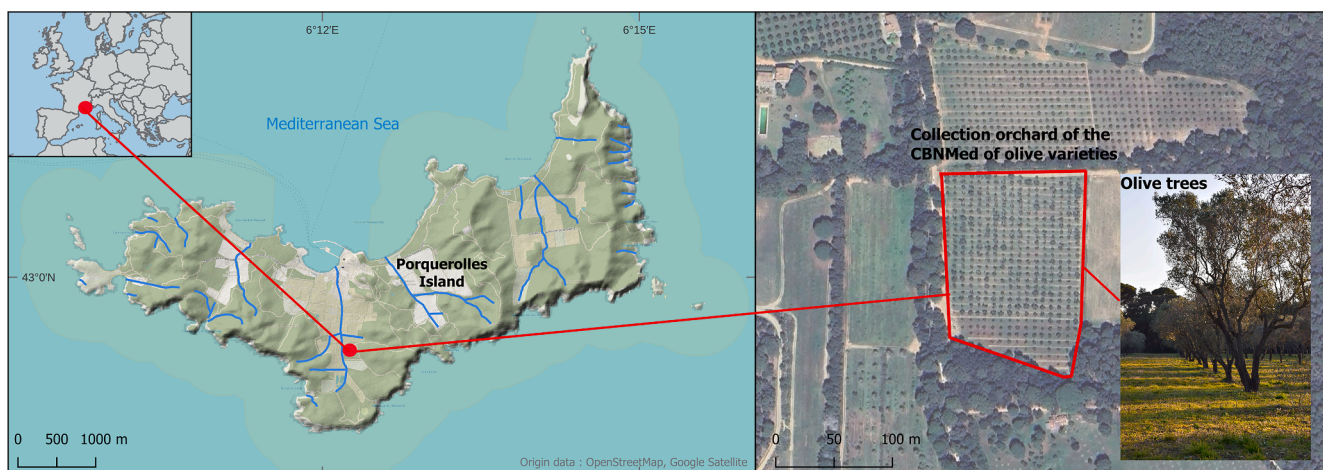 6°12'E
6°15'E
Mediterranean Sea
43°0'N
Porquerolles
Island
0 500 1000 m
Origin data : OpenStreetMap, Google Satellite
Collection orchard of the
CBNMed of olive varieties
Olive trees
0 50 100 m